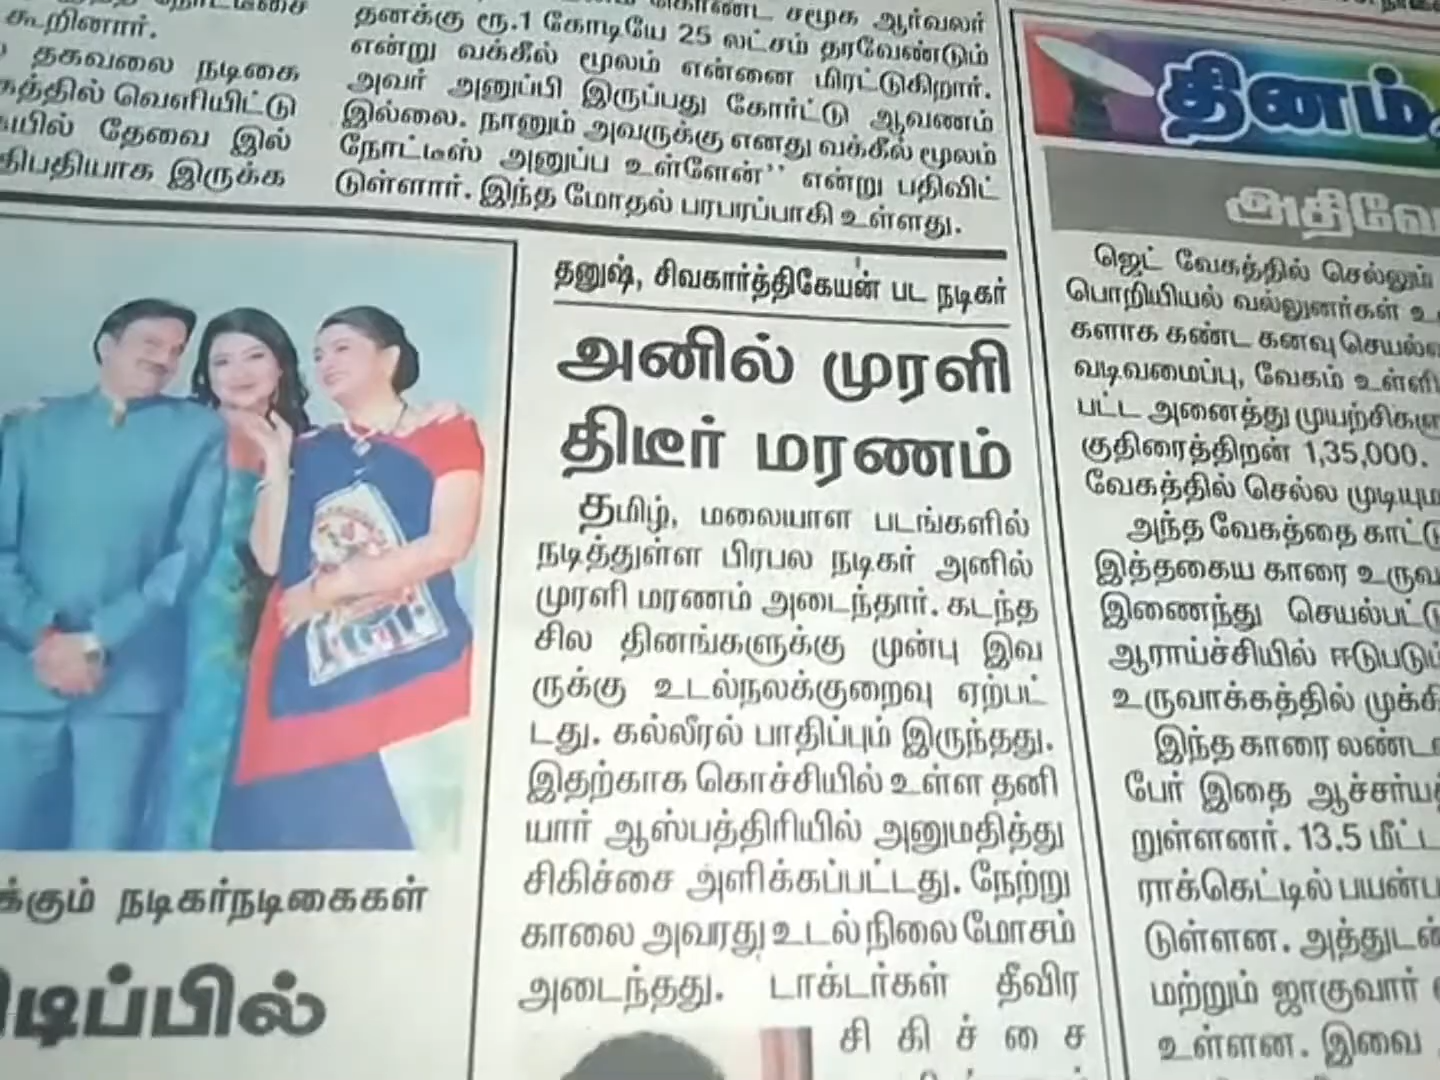 கூறினார்.
தகவலை நடிகை
வெளியிட்டு
தேவை இல்
இருக்க
சமூக ஆர்வலர்
தனக்கு ரூ.1 கோடியே 25 லட்சம் தரவேண்டும்
என்று வக்கீல் மூலம் என்னை மிரட்டுகிறார்.
அவர் அனுப்பி இருப்பது கோர்ட்டு ஆவணம்
இல்லை. நானும் அவருக்கு எனது வக்கீல் மூலம்
நோட்டீஸ் அனுப்ப உள்ளேன்'' என்று பதிவிட்
டுள்ளார். இந்த மோதல் பரபரப்பாகி உள்ளது.
நடிகர்நடிகைகள்
தனுஷ், சிவகார்த்திகேயன் பட நடிகர்
அனில் முரளி
திடீர் மரணம்
தமிழ், மலையாள படங்களில்
நடித்துள்ள பிரபல நடிகர் அனில்
முரளி மரணம் அடைந்தார். கடந்த
சில தினங்களுக்கு முன்பு இவ
ருக்கு உடல்நலக்குறைவு ஏற்பட்
டது. கல்லீரல் பாதிப்பும் இருந்தது.
இதற்காக கொச்சியில் உள்ள தனி
யார் ஆஸ்பத்திரியில் அனுமதித்து
சிகிச்சை அளிக்கப்பட்டது. நேற்று
காலை அவரது உடல் நிலை மோசம்
அடைந்தது. டாக்டர்கள் தீவிர
சி கி ச் சை
தினம்
அதிவே
ஜெட் வேகத்தில் செல்லும்
பொறியியல் வல்லுனர்கள் உ
களாக கண்ட கனவு செயல்
வடிவமைப்பு, வேகம் உள்ளி
பட்ட அனைத்து முயற்சிகளு
குதிரைத்திறன் 1,35,000.
வேகத்தில் செல்ல முடியும
அந்த வேகத்தை காட்டு
இத்தகைய காரை உருவ
இணைந்து செயல்பட்டு
ஆராய்ச்சியில் ஈடுபடும்
உருவாக்கத்தில் முக்கி
இந்த காரை லண்ட
பேர் இதை ஆச்சர்ய
றுள்ளனர். 13.5 மீட்ட
ராக்கெட்டில் பயன்ப
டுள்ளன. அத்துடன்
மற்றும் ஜாகுவார்
உள்ளன. இவை